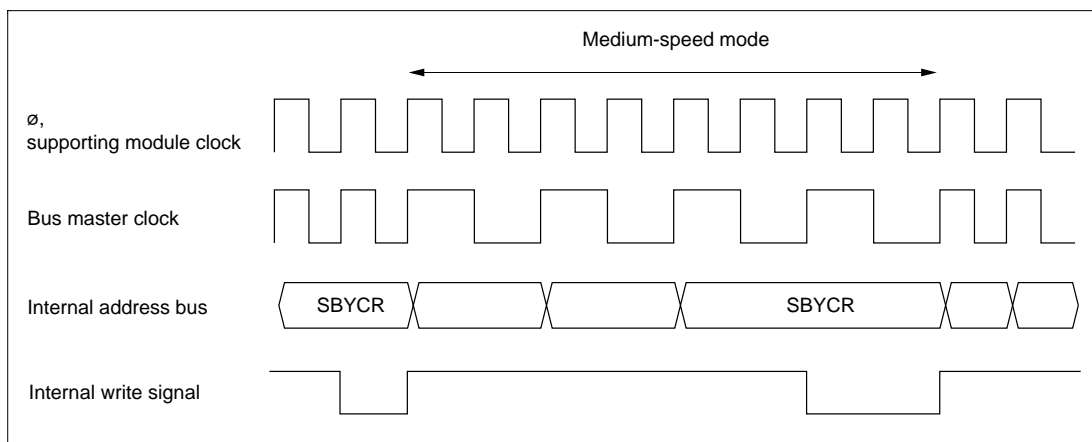 Medium-speed mode
ø,
supporting module clock
Bus master clock
Internal address bus
SBYCR
SBYCR
Internal write signal